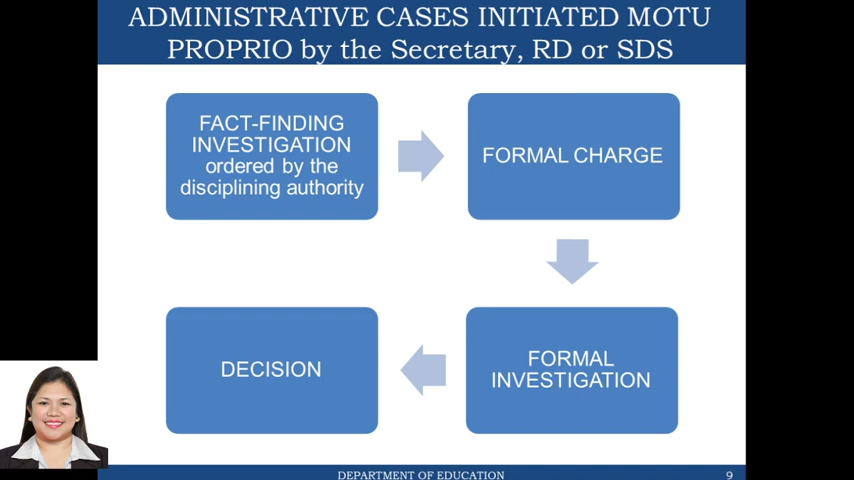 ADMINISTRATIVE CASES INITIATED MOTU
PROPRIO by the Secretary, RD or SDS
FACT-FINDING
INVESTIGATION
ordered by the
disciplining authority
FORMAL CHARGE
FORMAL
INVESTIGATION
DECISION
DEPARTMENT OF EDUCATION
9